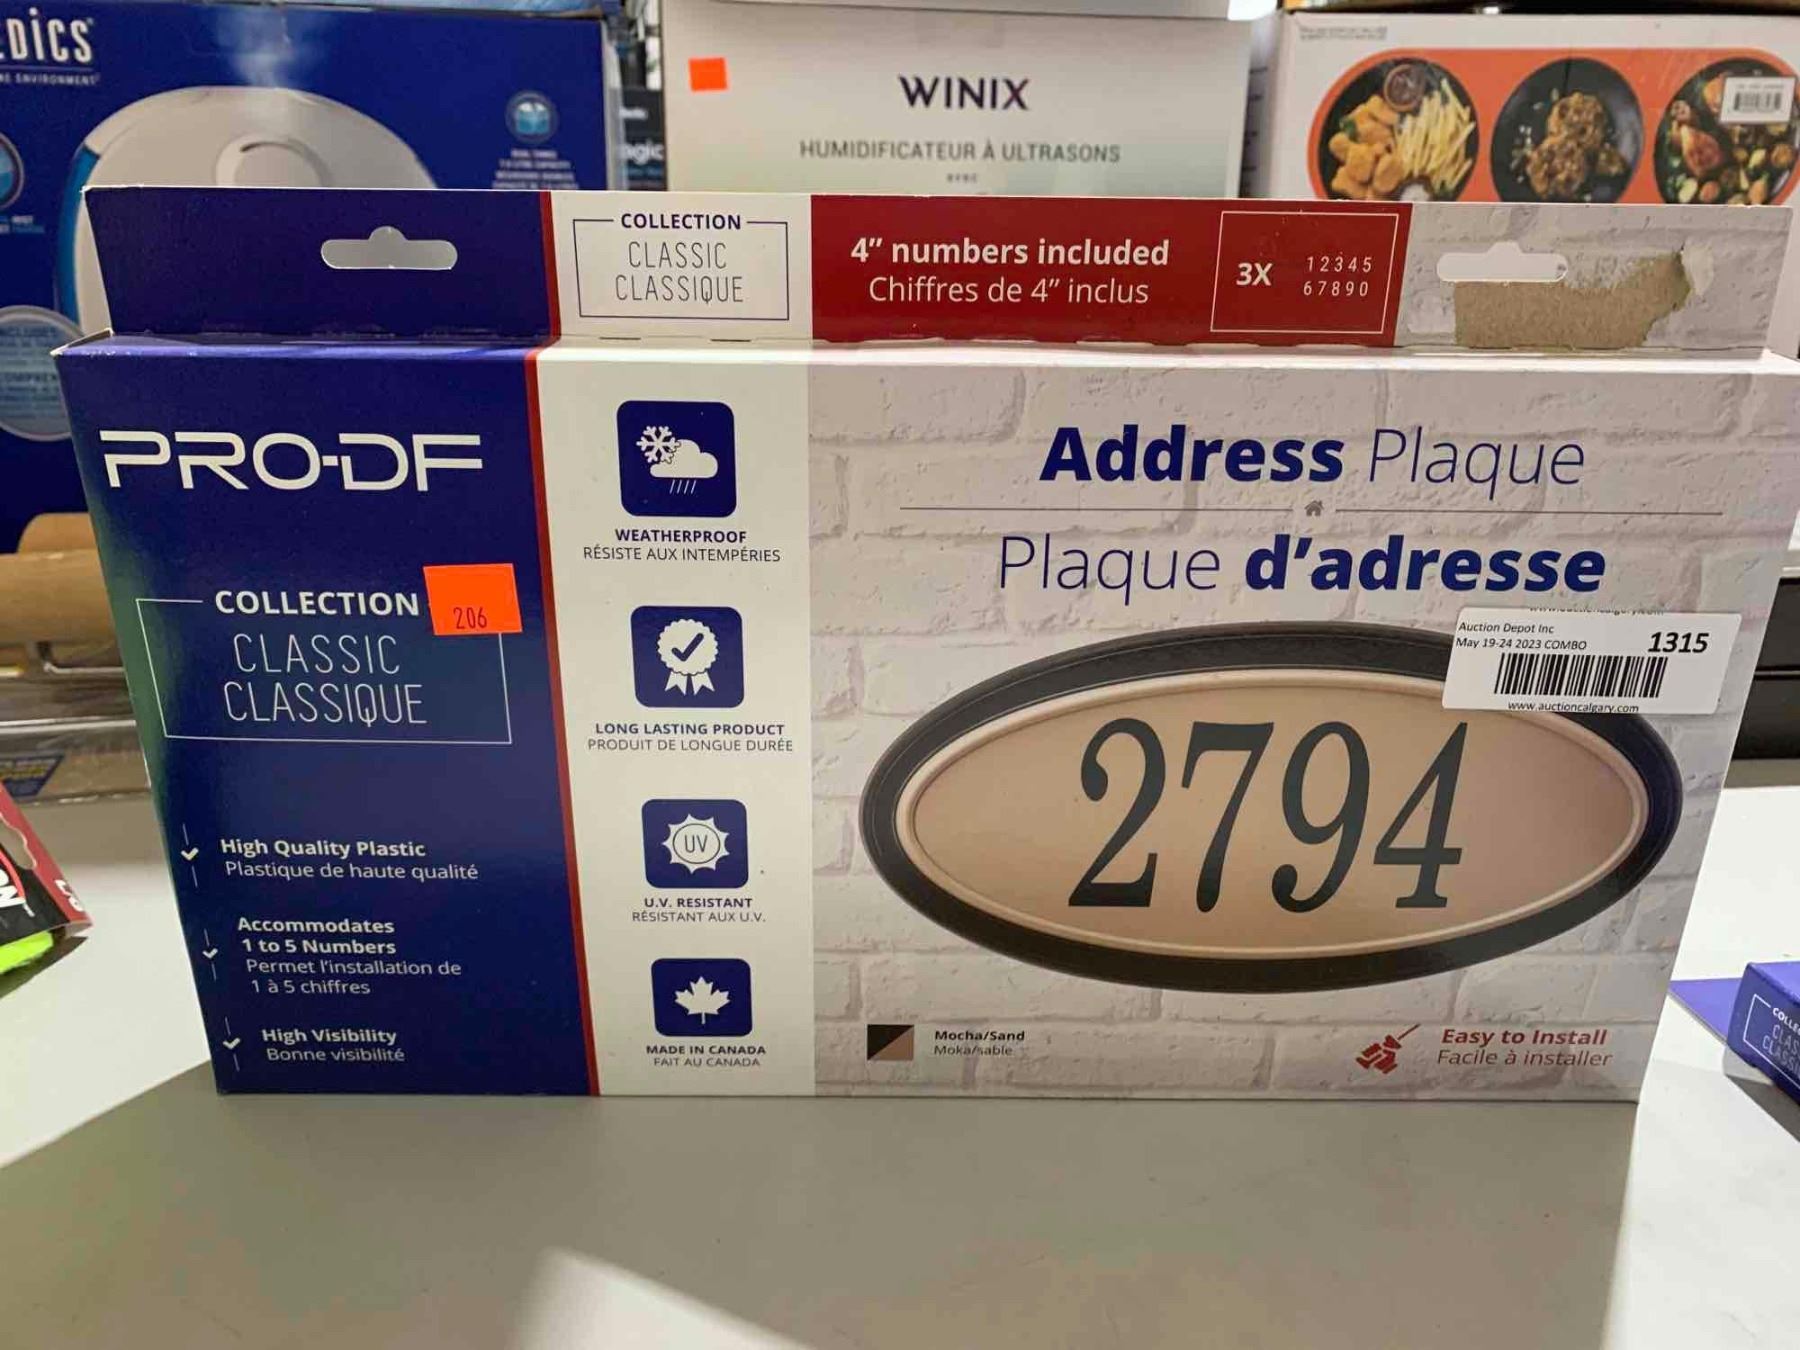 DICS
WINIX
HUMIDIFICATEUR À ULTRASONS
AVEC
COLLECTION
CLASSIC
CLASSIQUE
4” numbers included
Chiffres de 4” inclus
3X
12345
67890
PRO-DF
COLLECTION
CLASSIC
CLASSIQUE
206
High Quality Plastic
Plastique de haute qualité
Accommodates
1 to 5 Numbers
Permet l’installation de
1 à 5 chiffres
High Visibility
Bonne visibilité
WEATHERPROOF
RÉSISTE AUX INTEMPÉRIES
LONG LASTING PRODUCT
PRODUIT DE LONGUE DURÉE
UV
U.V. RESISTANT
RÉSISTANT AUX U.V.
MADE IN CANADA
FAIT AU CANADA
Address Plaque
Plaque d’adresse
Auction Depot Inc
May 19-24 2023 COMBO
1315
www.auctioncalgary.com
2794
Mocha/Sand
Moka/sable
Easy to Install
Facile à installer